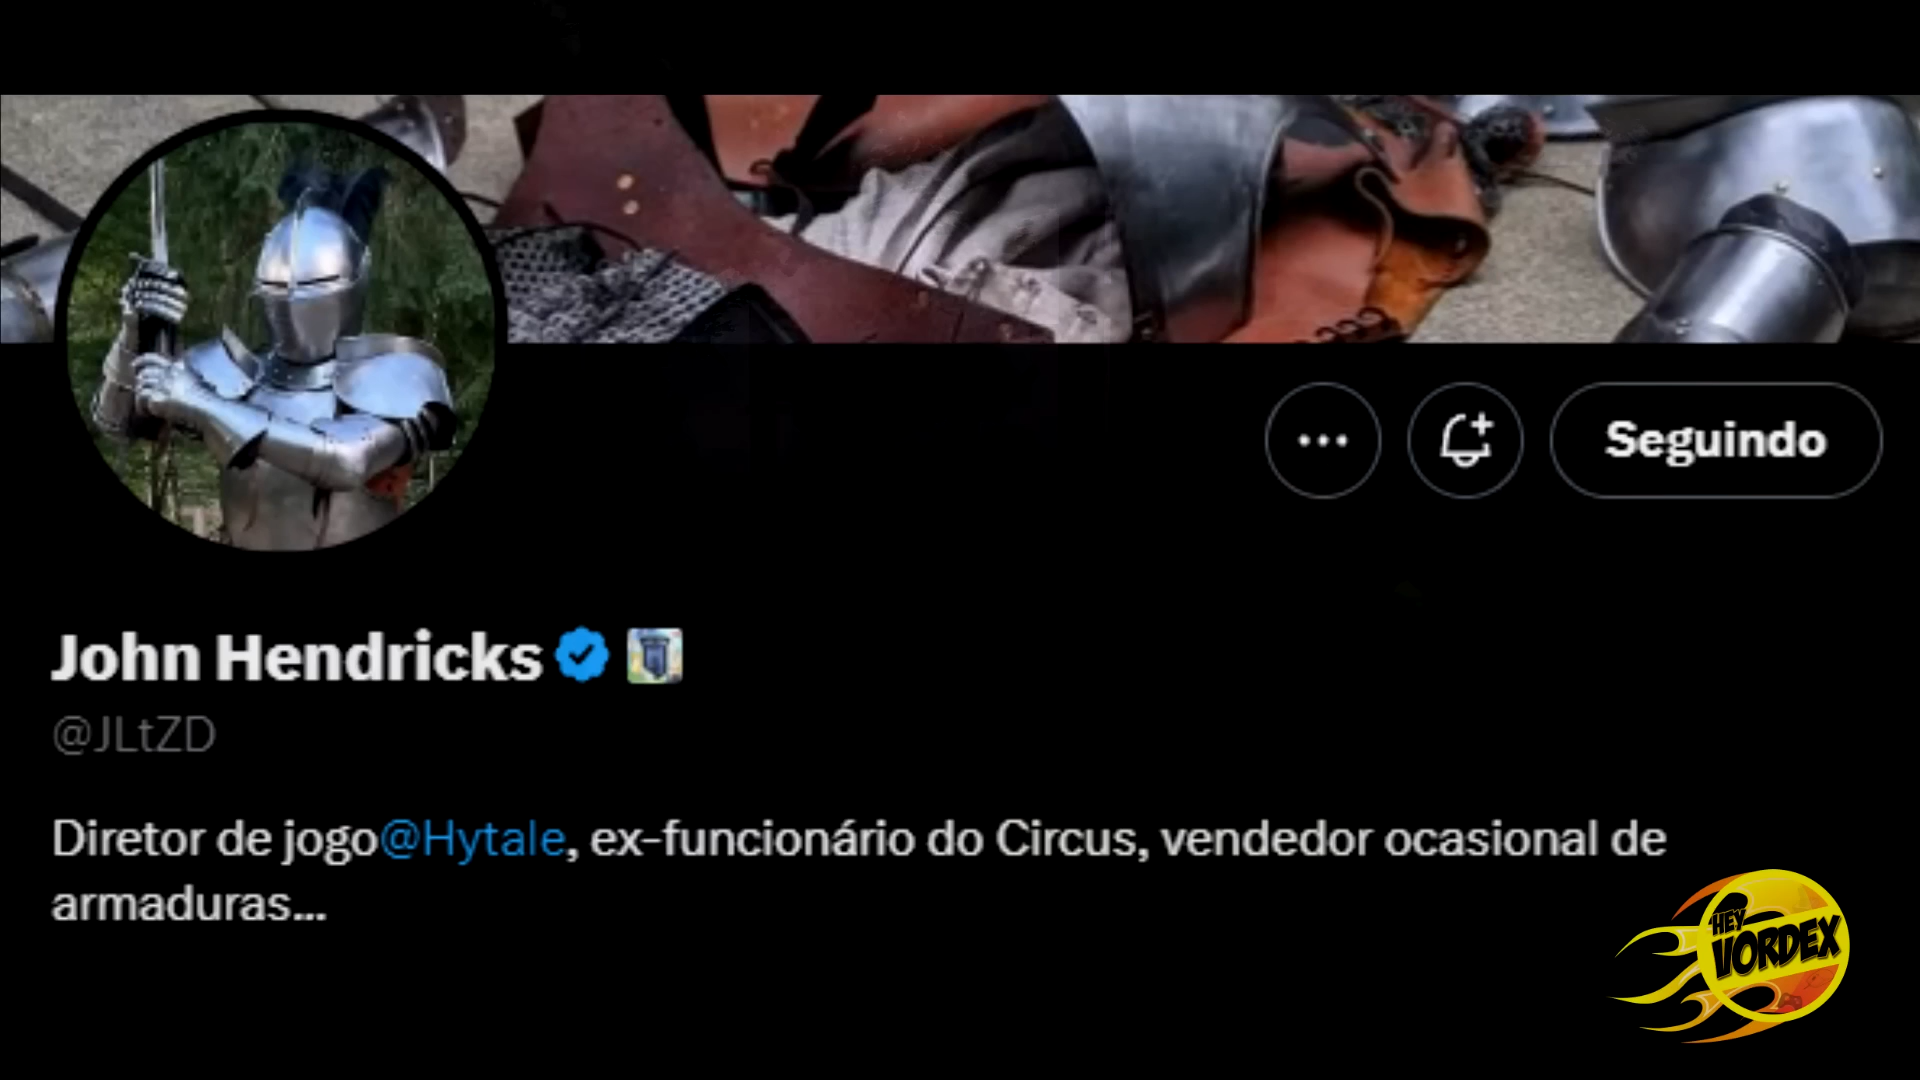 Seguindo
John Hendricks
@JLtZD
Diretor de jogo@Hytale, ex-funcionário do Circus, vendedor ocasional de
armaduras...
HEY
VORDEX